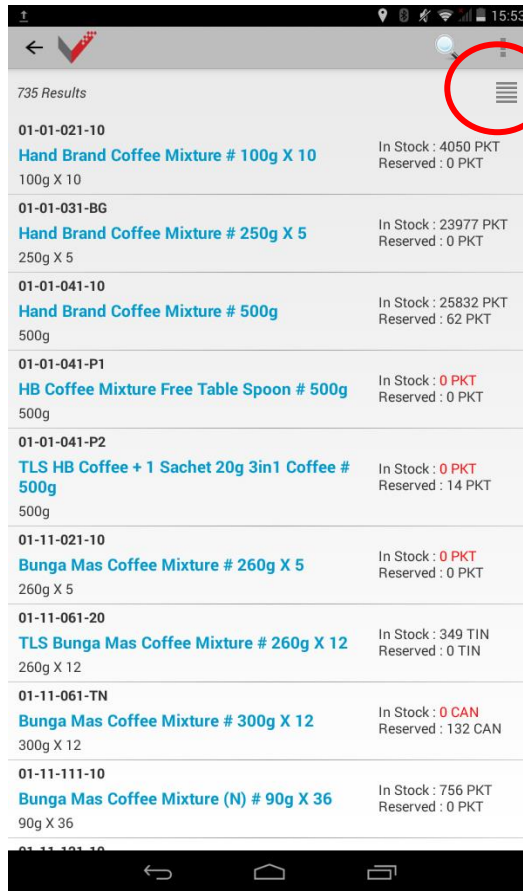 15:53
735 Results
01-01-021-10
Hand Brand Coffee Mixture # 100g X 10
100g X 10
In Stock : 4050 PKT
Reserved : 0 PKT
01-01-031-BG
Hand Brand Coffee Mixture # 250g X 5
250g X 5
In Stock : 23977 PKT
Reserved : 0 PKT
01-01-041-10
Hand Brand Coffee Mixture # 500g
500g
In Stock : 25832 PKT
Reserved : 62 PKT
01-01-041-P1
HB Coffee Mixture Free Table Spoon # 500g
500g
In Stock : 0 PKT
Reserved : 0 PKT
01-01-041-P2
TLS HB Coffee + 1 Sachet 20g 3in1 Coffee #
500g
500g
In Stock : 0 PKT
Reserved : 14 PKT
01-11-021-10
Bunga Mas Coffee Mixture # 260g X 5
260g X 5
In Stock : 0 PKT
Reserved : 0 PKT
01-11-061-20
TLS Bunga Mas Coffee Mixture # 260g X 12
260g X 12
In Stock : 349 TIN
Reserved : 0 TIN
01-11-061-TN
Bunga Mas Coffee Mixture # 300g X 12
300g X 12
In Stock : 0 CAN
Reserved : 132 CAN
01-11-111-10
Bunga Mas Coffee Mixture (N) # 90g X 36
90g X 36
In Stock : 756 PKT
Reserved : 0 PKT